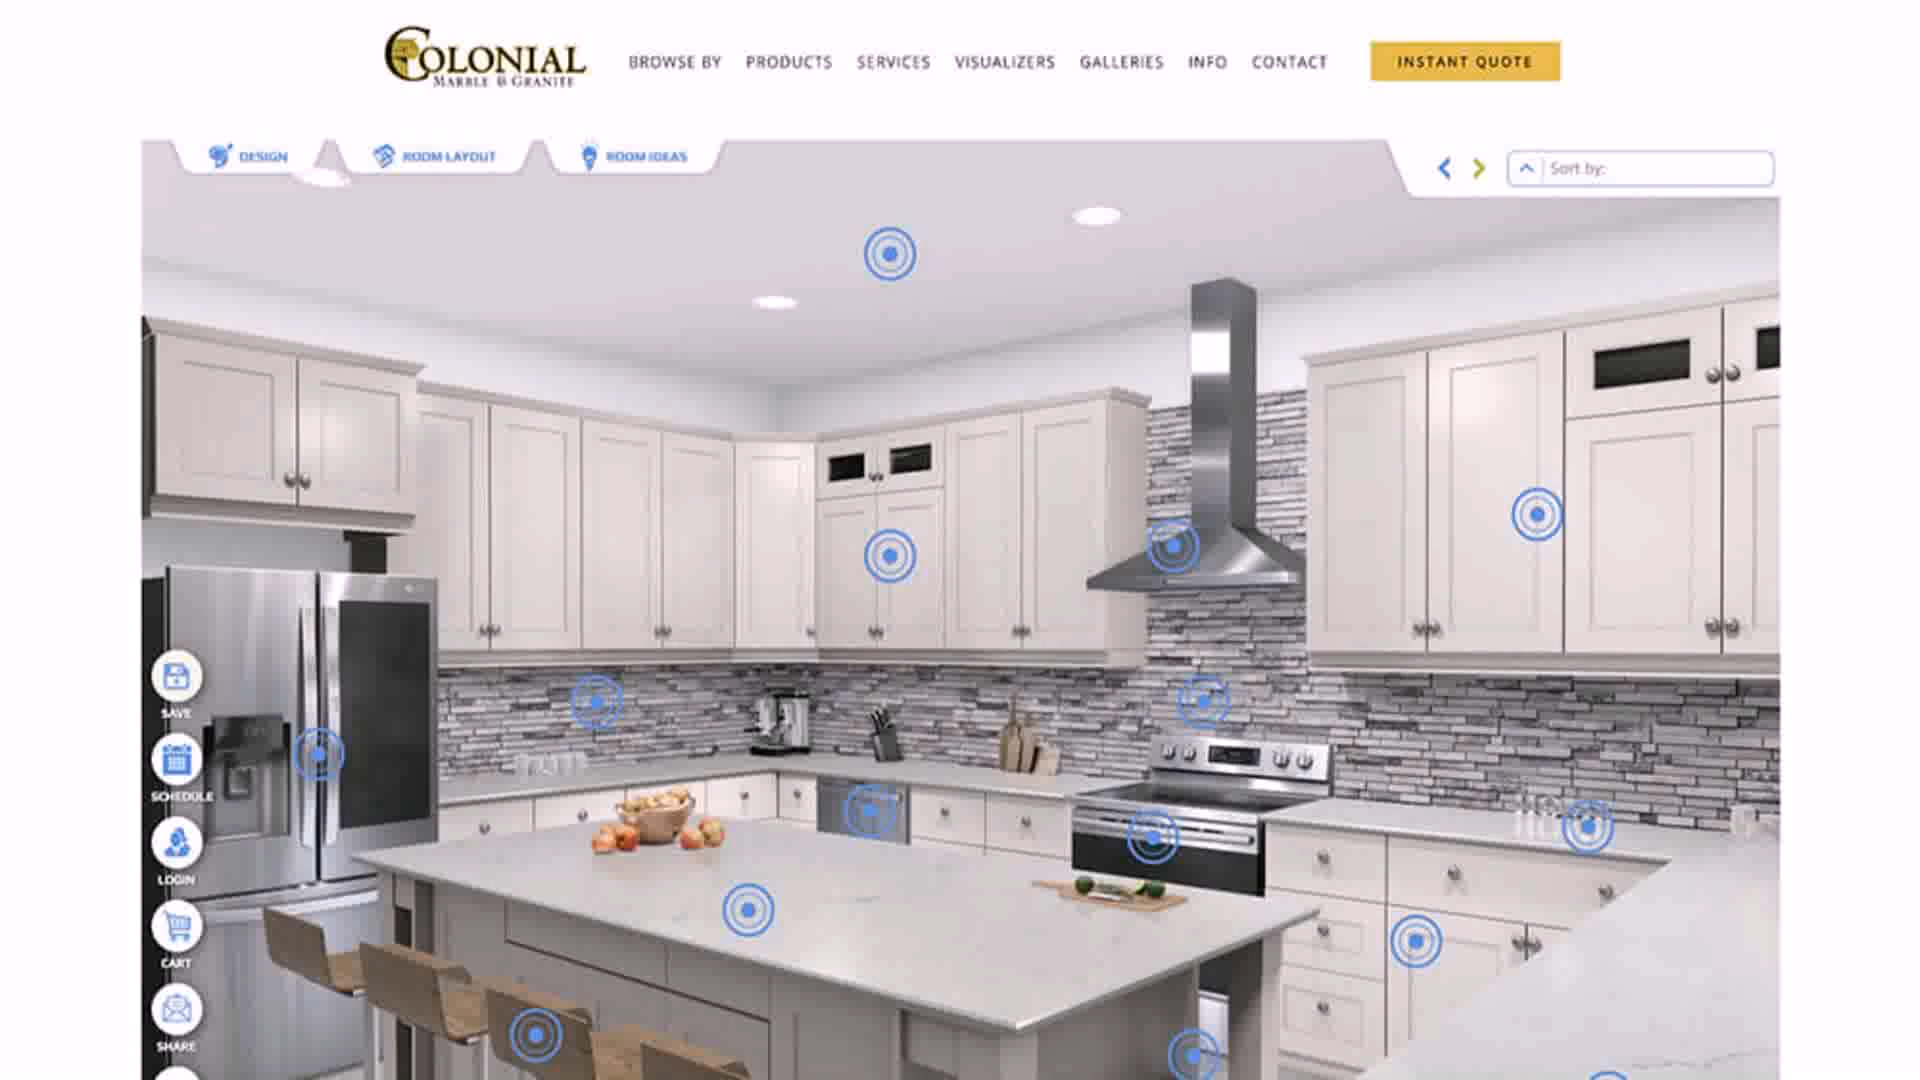 COLONIAL
MARBLE & GRANITE
BROWSE BY PRODUCTS SERVICES VISUALIZERS GALLERIES INFO CONTACT INSTANT QUOTE
DESIGN ROOM LAYOUT ROOM IDEAS Sort by:
SAVE
SCHEDULE
LOGIN
CART
SHARE